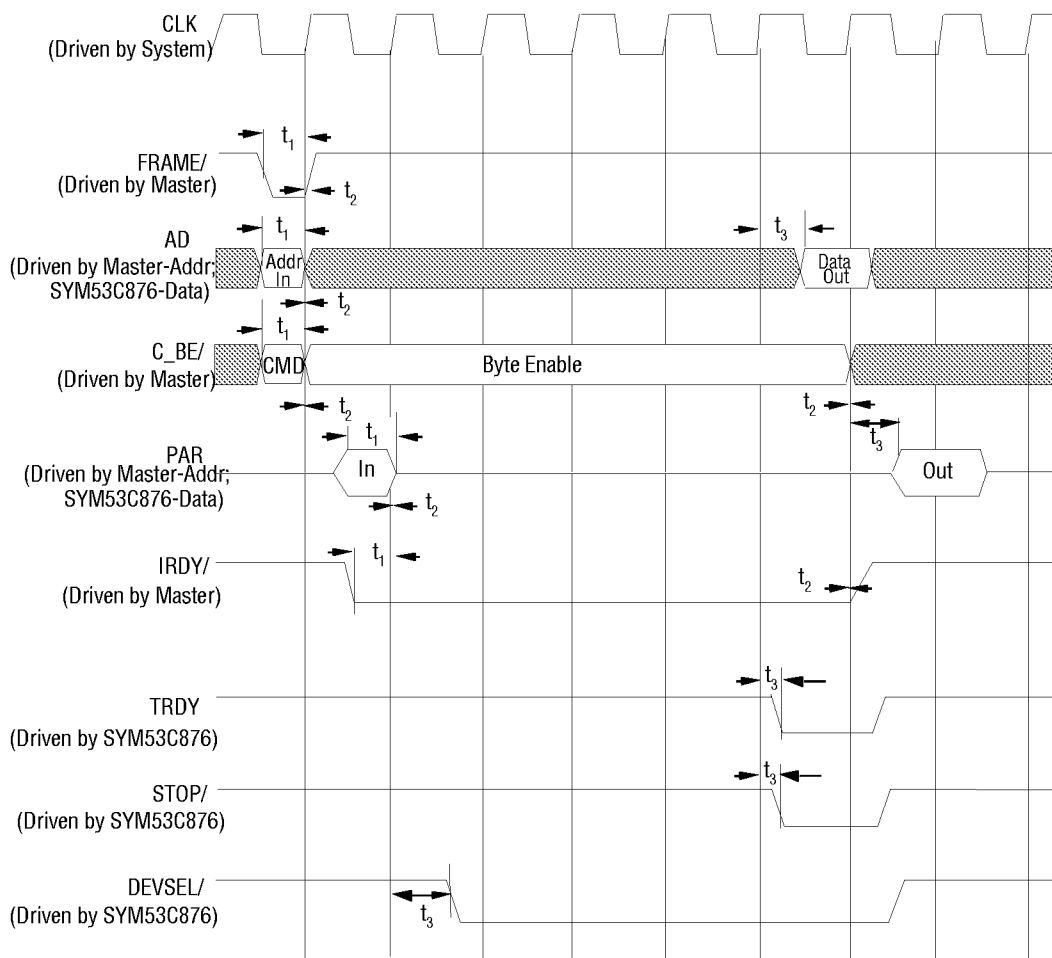 CLK
(Driven by System)
t1
FRAME/
(Driven by Master)
t2
t1
t3
AD
(Driven by Master-Addr;
SYM53C876-Data)
Addr
In
Data
Out
t2
t1
C_BE/
(Driven by Master)
CMD
Byte Enable
t2
t2
t1
t3
PAR
(Driven by Master-Addr;
SYM53C876-Data)
In
Out
t2
t1
IRDY/
(Driven by Master)
t2
t3
TRDY
(Driven by SYM53C876)
t3
STOP/
(Driven by SYM53C876)
DEVSEL/
(Driven by SYM53C876)
t3